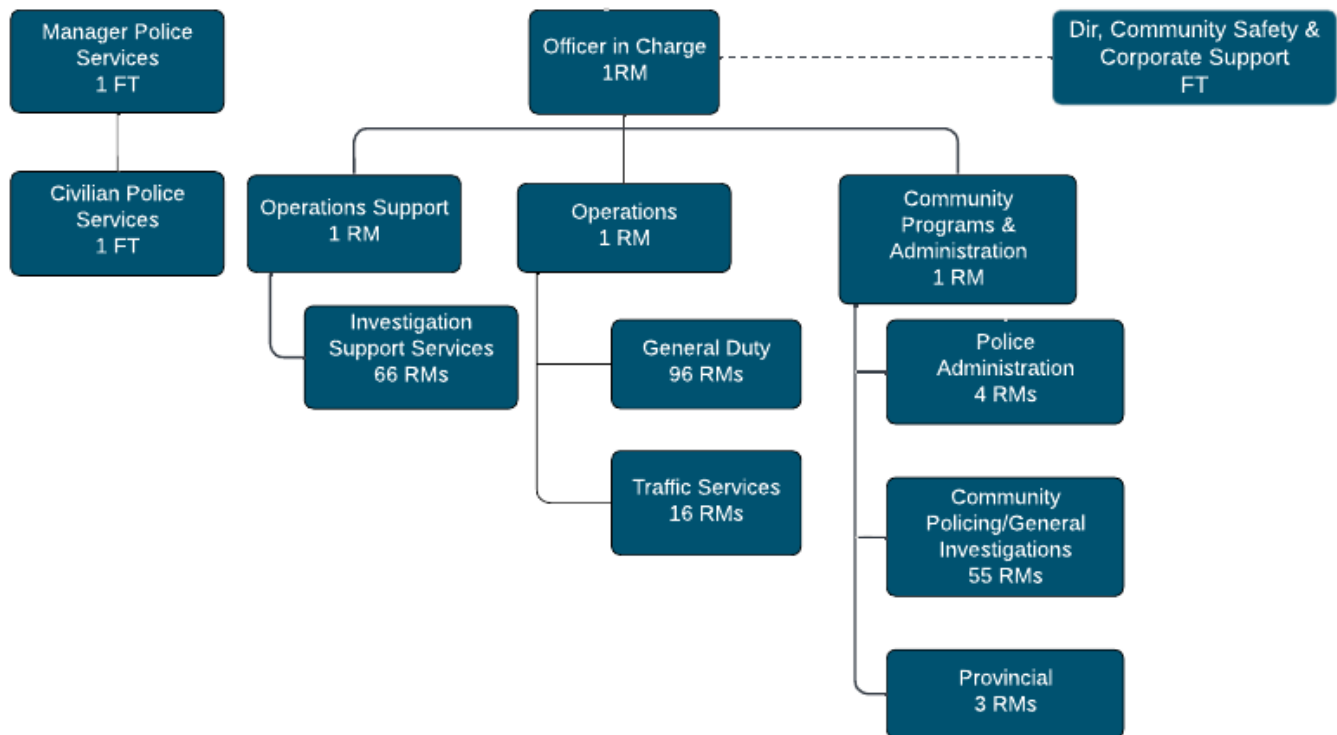 Manager Police
Services
1 FT
Officer in Charge
1RM
Dir, Community Safety &
Corporate Support
FT
Civilian Police
Services
1 FT
Operations Support
1 RM
Operations
1 RM
Community
Programs &
Administration
1 RM
Investigation
Support Services
66 RMs
General Duty
96 RMs
Traffic Services
16 RMs
Police
Administration
4 RMs
Community
Policing/General
Investigations
55 RMs
Provincial
3 RMs